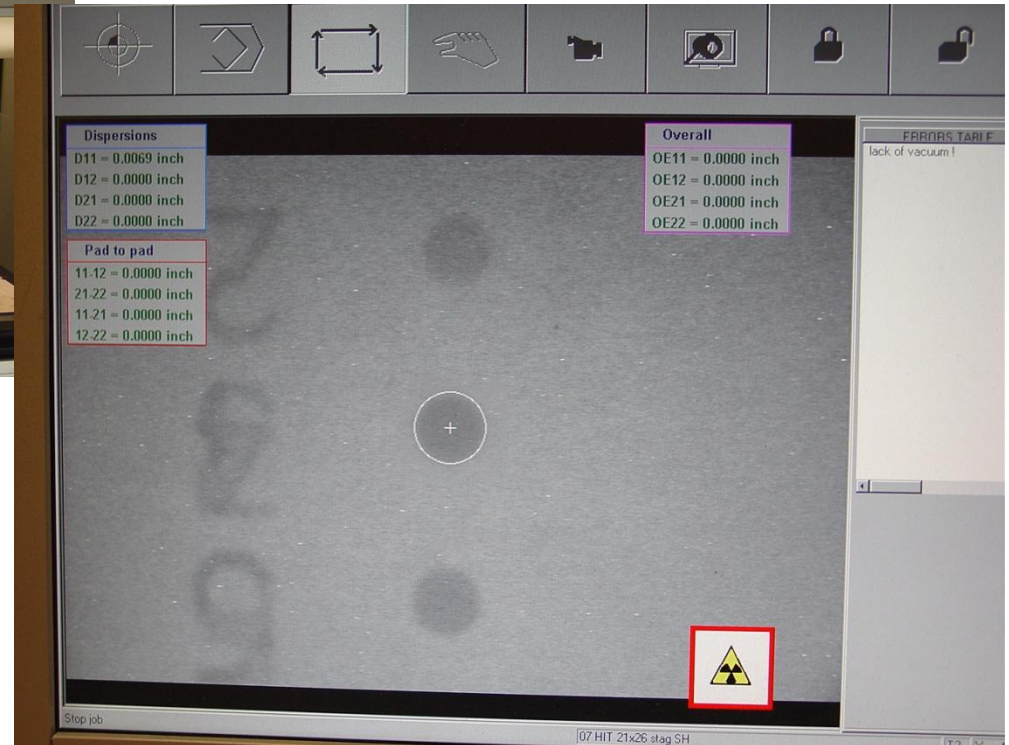 Dispersions
D11 = 0.0069 inch
D12 = 0.0000 inch
D21 = 0.0000 inch
D22 = 0.0000 inch
Pad to pad
11-12 = 0.0000 inch
21-22 = 0.0000 inch
11-21 = 0.0000 inch
12-22 = 0.0000 inch
Overall
OE11 = 0.0000 inch
OE12 = 0.0000 inch
OE21 = 0.0000 inch
OE22 = 0.0000 inch
ERRORS TABLE
lack of vacuum !
Stop job
07 HIT 21x26 stag SH